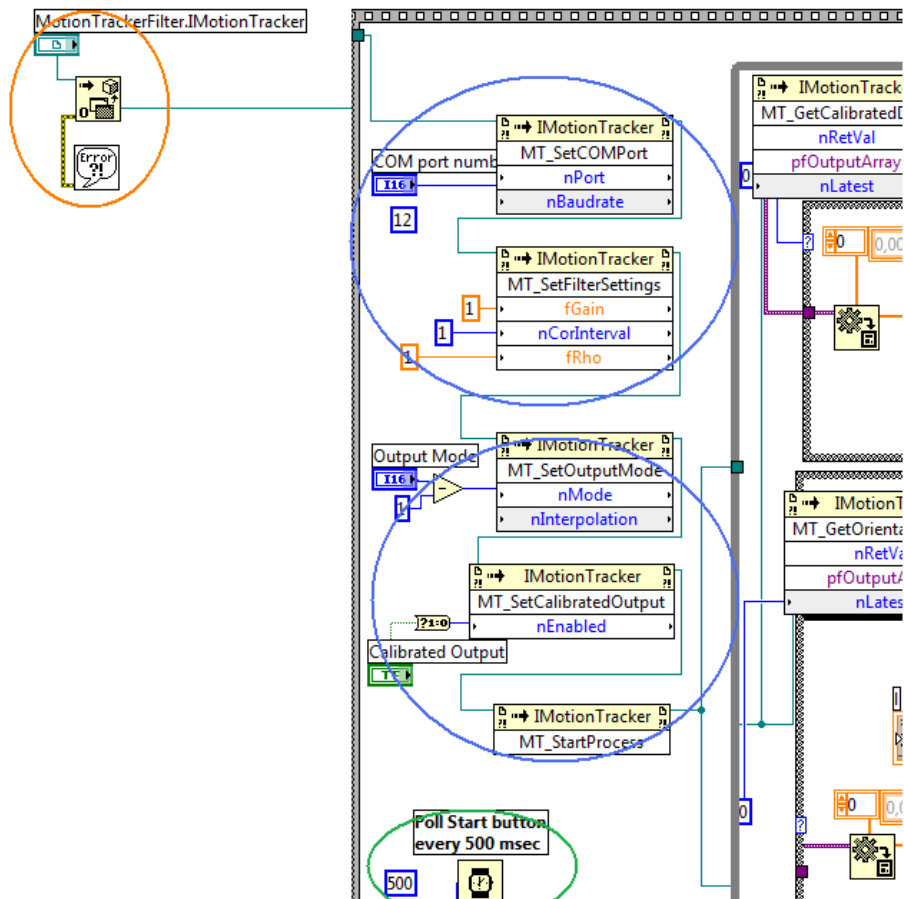 MotionTrackerFilter.IMotionTracker
Error
?!
IMotionTracker
MT_SetCOMPort
COM port numb
nPort
I16
nBaudrate
12
IMotionTracker
MT_SetFilterSettings
1
fGain
1
nCorInterval
1
fRho
IMotionTracker
Output Mode
MT_SetOutputMode
I16
nMode
1
nInterpolation
IMotionTracker
MT_SetCalibratedOutput
?1:0
nEnabled
Calibrated Output
TF
IMotionTracker
MT_StartProcess
Poll Start button
every 500 msec
500
IMotionTrack
MT_GetCalibratedD
nRetVal
pfOutputArray
0
nLatest
?
0
0,00
IMotionT
MT_GetOrienta
nRetVa
pfOutputA
nLates
0
0
0,0
?